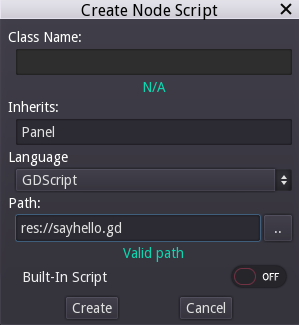 Create Node Script
Class Name:
N/A
Inherits:
Panel
Language
GDScript
Path:
res://sayhello.gd ..
Valid path
Built-In Script OFF
Create Cancel